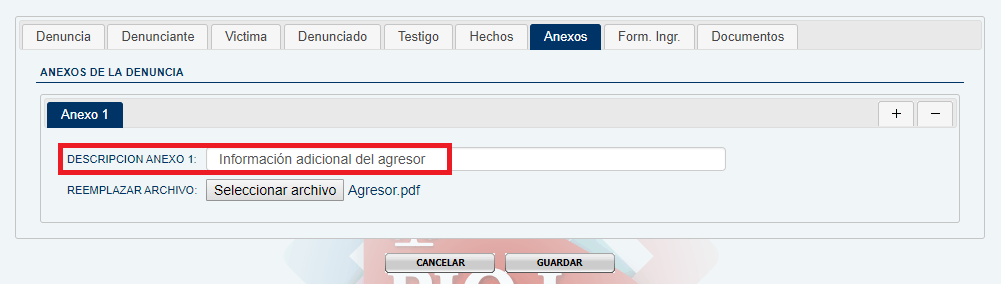 Denuncia Denunciante Victima Denunciado Testigo Hechos Anexos Form. Ingr. Documentos
ANEXOS DE LA DENUNCIA
Anexo 1 + −
DESCRIPCION ANEXO 1: Información adicional del agresor
REEMPLAZAR ARCHIVO: Seleccionar archivo Agresor.pdf
CANCELAR GUARDAR